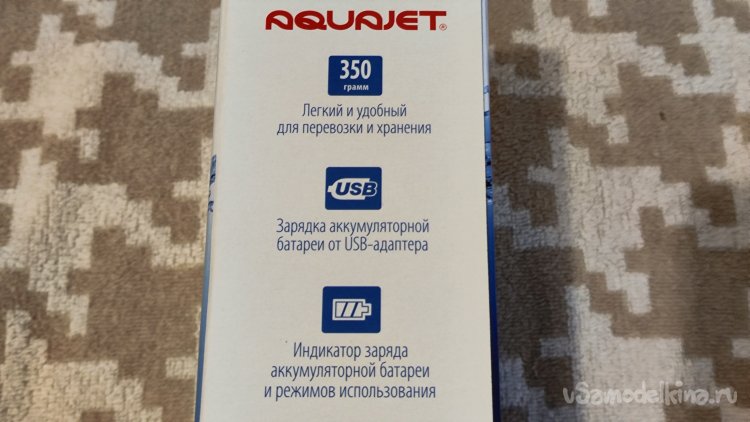 AQUAJET®
350
грамм
Легкий и удобный
для перевозки и хранения
USB
Зарядка аккумуляторной
батареи от USB-адаптера
Индикатор заряда
аккумуляторной батареи
и режимов использования
vSamodelkina.ru